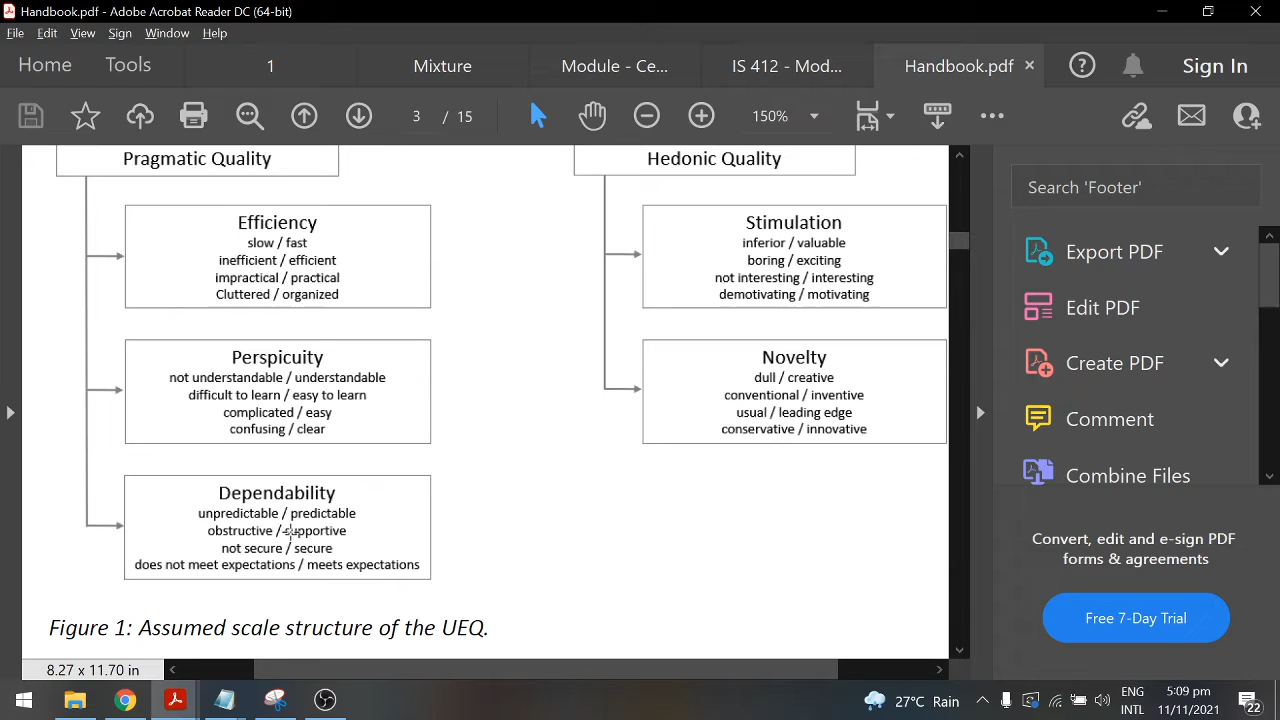 Handbook.pdf - Adobe Acrobat Reader DC (64-bit)
File Edit View Sign Window Help
Home Tools 1 Mixture Module - Ce... IS 412 - Mod... Handbook.pdf × Sign In
3 / 15 150%
Pragmatic Quality
Efficiency
slow / fast
inefficient / efficient
impractical / practical
Cluttered / organized
Perspicuity
not understandable / understandable
difficult to learn / easy to learn
complicated / easy
confusing / clear
Dependability
unpredictable / predictable
obstructive / supportive
not secure / secure
does not meet expectations / meets expectations
Hedonic Quality
Stimulation
inferior / valuable
boring / exciting
not interesting / interesting
demotivating / motivating
Novelty
dull / creative
conventional / inventive
usual / leading edge
conservative / innovative
Figure 1: Assumed scale structure of the UEQ.
8.27 x 11.70 in
Search 'Footer'
Export PDF
Edit PDF
Create PDF
Comment
Combine Files
Convert, edit and e-sign PDF
forms & agreements
Free 7-Day Trial
27°C Rain
ENG
INTL
5:09 pm
11/11/2021
22